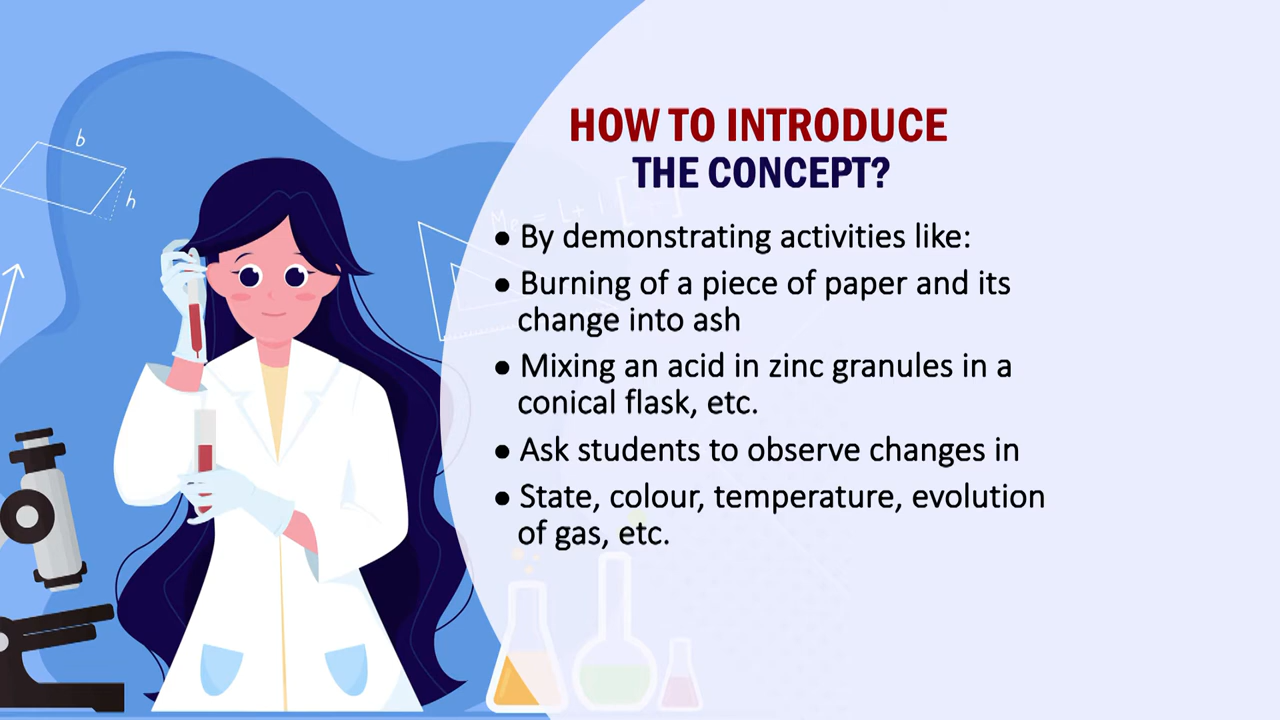 HOW TO INTRODUCE
THE CONCEPT?
• By demonstrating activities like:
• Burning of a piece of paper and its
change into ash
• Mixing an acid in zinc granules in a
conical flask, etc.
• Ask students to observe changes in
• State, colour, temperature, evolution
of gas, etc.
b
h